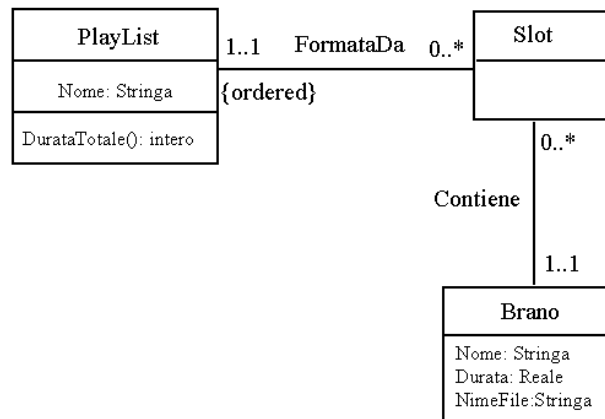 PlayList
Nome: Stringa
DurataTotale(): intero
1..1
FormataDa
0..*
{ordered}
Slot
0..*
Contiene
1..1
Brano
Nome: Stringa
Durata: Reale
NimeFile:Stringa